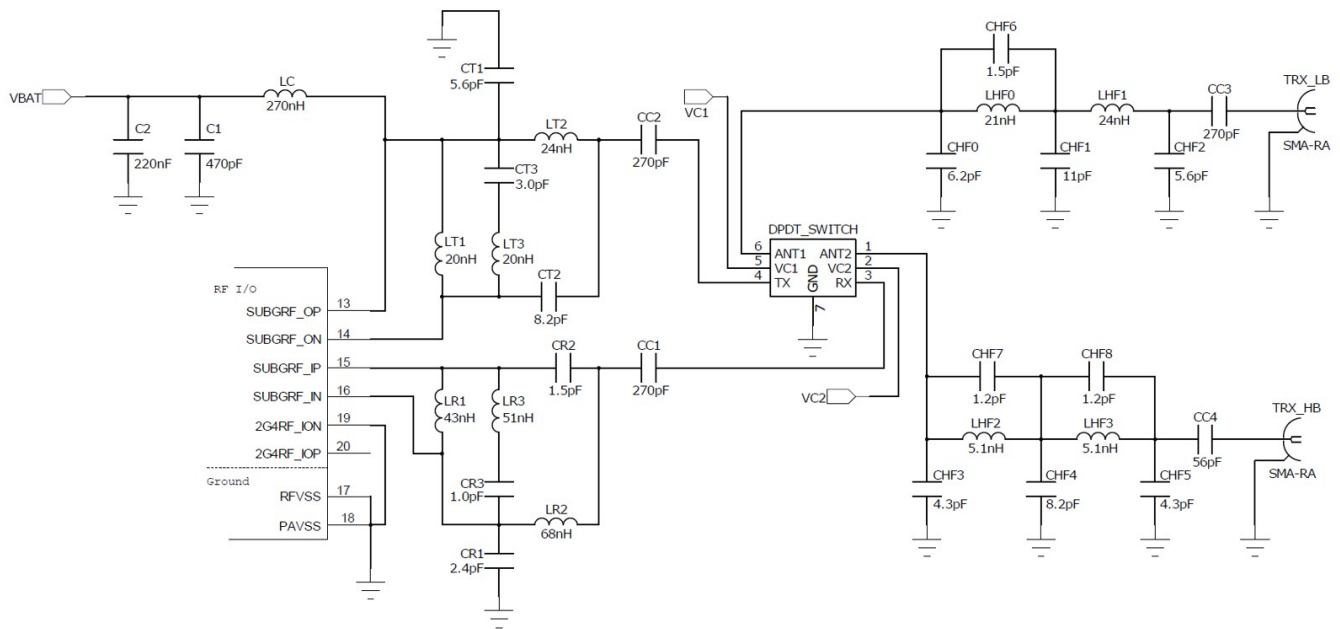 CHF6
1.5pF
CT1
5.6pF
LC
270nH
VBAT
C2
220nF
C1
470pF
LT2
24nH
CC2
270pF
VC1
LHF0
21nH
LHF1
24nH
CC3
270pF
TRX_LB
SMA-RA
CHF0
6.2pF
CHF1
11pF
CHF2
5.6pF
CT3
3.0pF
LT1
20nH
LT3
20nH
CT2
8.2pF
DPDT_SWITCH
6 ANT1 ANT2 1
5 VC1 VC2 2
4 TX RX 3
GND
7
RF I/O
SUBGRF_OP 13
SUBGRF_ON 14
SUBGRF_IP 15
SUBGRF_IN 16
2G4RF_ION 19
2G4RF_IOP 20
Ground
RFVSS 17
PAVSS 18
CR2
1.5pF
CC1
270pF
LR1
43nH
LR3
51nH
CR3
1.0pF
LR2
68nH
CR1
2.4pF
VC2
CHF7
1.2pF
CHF8
1.2pF
LHF2
5.1nH
LHF3
5.1nH
CC4
56pF
TRX_HB
SMA-RA
CHF3
4.3pF
CHF4
8.2pF
CHF5
4.3pF